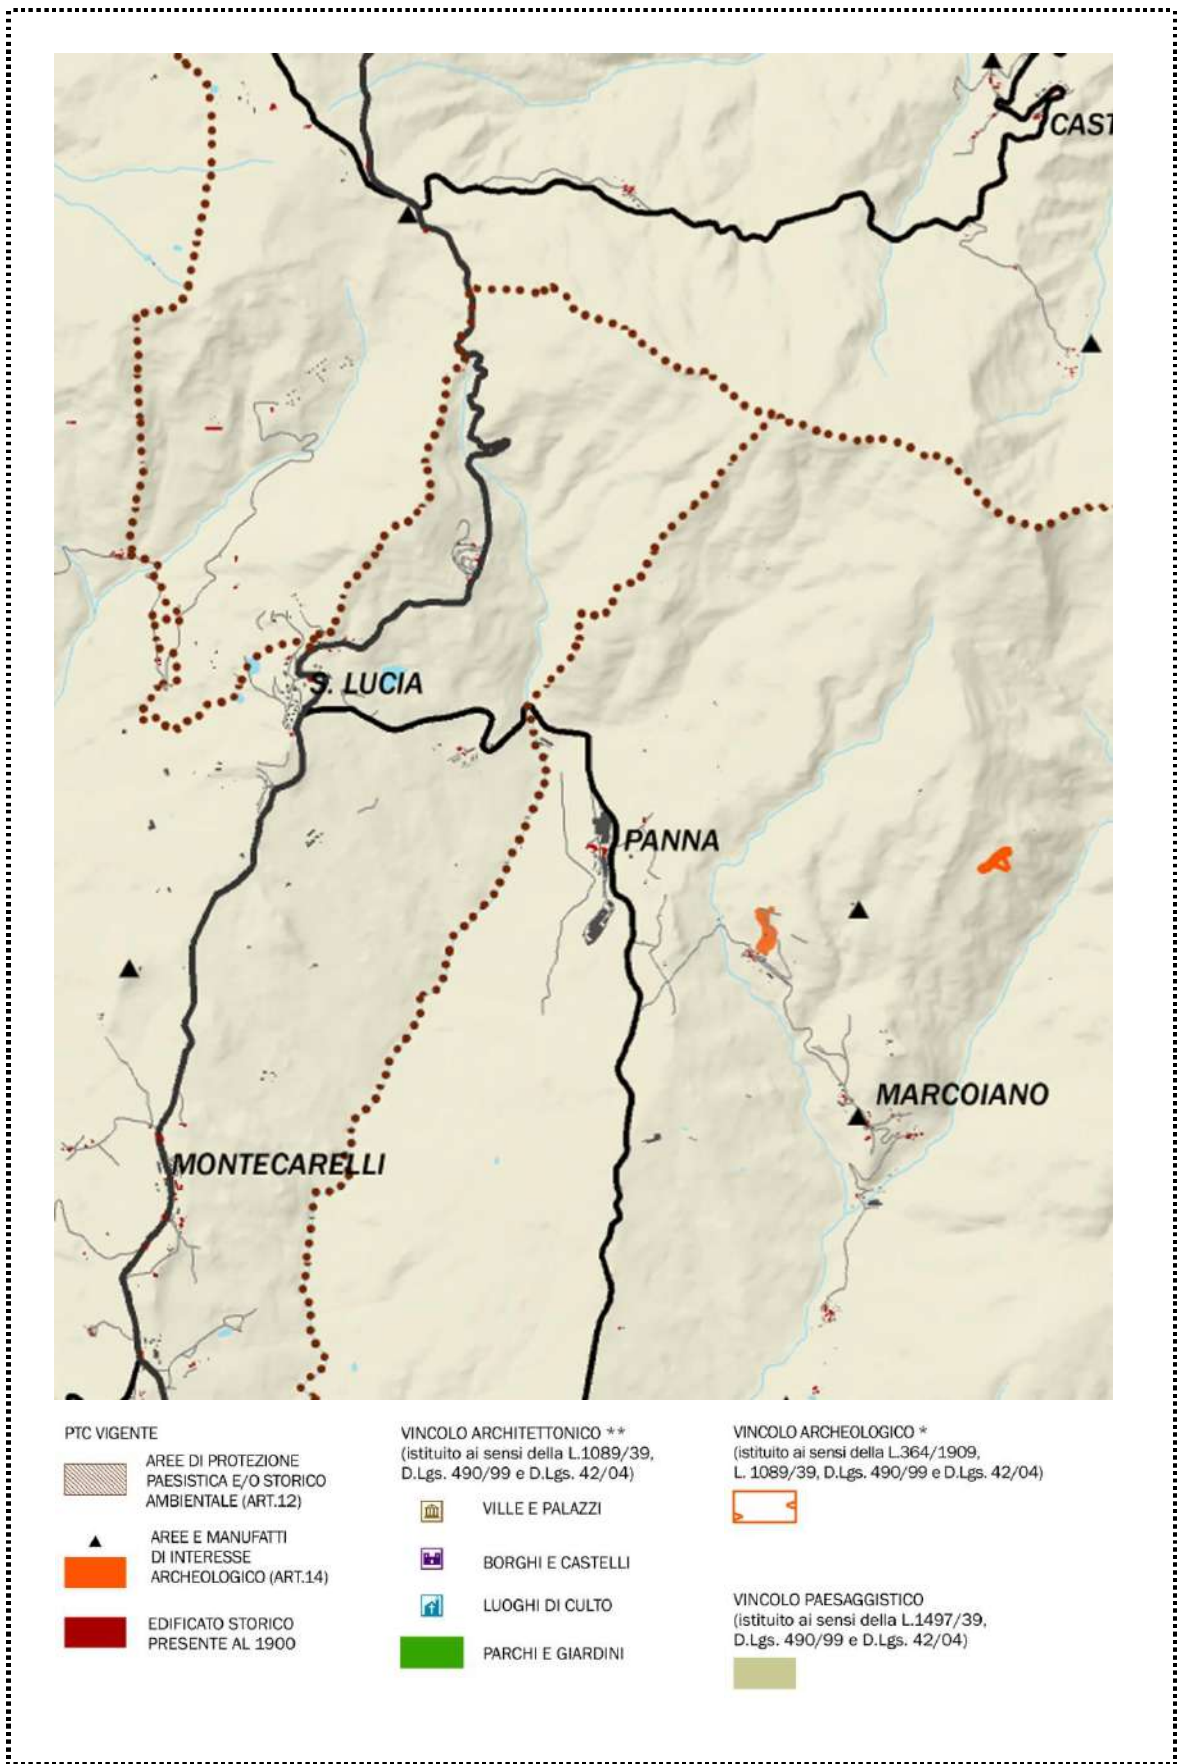 CAST
S. LUCIA
PANNA
MARCOIANO
MONTECARELLI
PTC VIGENTE
AREE DI PROTEZIONE
PAESISTICA E/O STORICO
AMBIENTALE (ART.12)
AREE E MANUFATTI
DI INTERESSE
ARCHEOLOGICO (ART.14)
EDIFICATO STORICO
PRESENTE AL 1900
VINCOLO ARCHITETTONICO **
(istituito ai sensi della L.1089/39,
D.Lgs. 490/99 e D.Lgs. 42/04)
VILLE E PALAZZI
BORGHI E CASTELLI
LUOGHI DI CULTO
PARCHI E GIARDINI
VINCOLO ARCHEOLOGICO *
(istituito ai sensi della L.364/1909,
L. 1089/39, D.Lgs. 490/99 e D.Lgs. 42/04)
VINCOLO PAESAGGISTICO
(istituito ai sensi della L.1497/39,
D.Lgs. 490/99 e D.Lgs. 42/04)